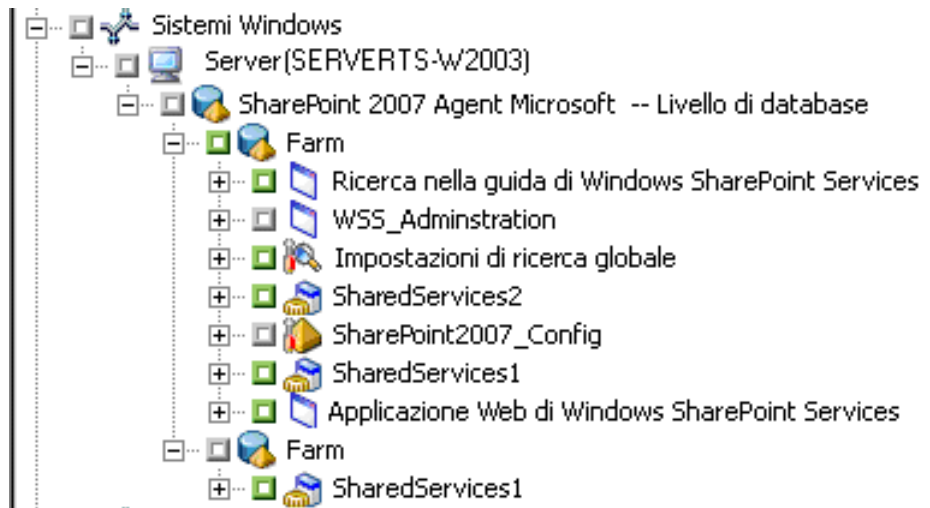 Sistemi Windows
Server(SERVERTS-W2003)
SharePoint 2007 Agent Microsoft -- Livello di database
Farm
Ricerca nella guida di Windows SharePoint Services
WSS_Adminstration
Impostazioni di ricerca globale
SharedServices2
SharePoint2007_Config
SharedServices1
Applicazione Web di Windows SharePoint Services
Farm
SharedServices1